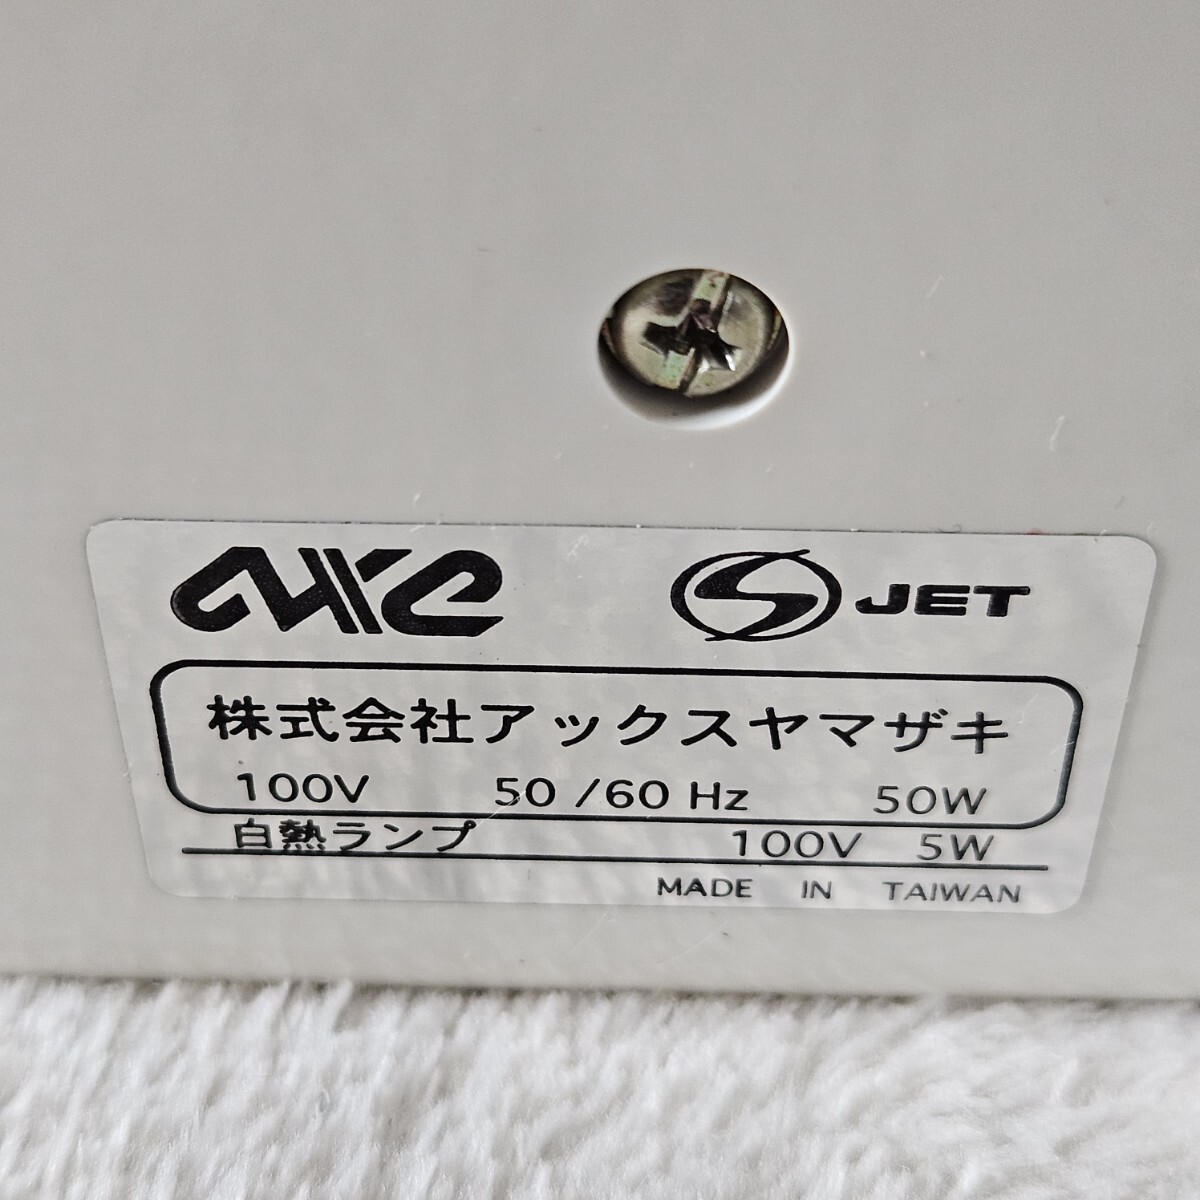 axe
JET
株式会社アックスヤマザキ
100V 50/60 Hz 50W
白熱ランプ 100V 5W
MADE IN TAIWAN